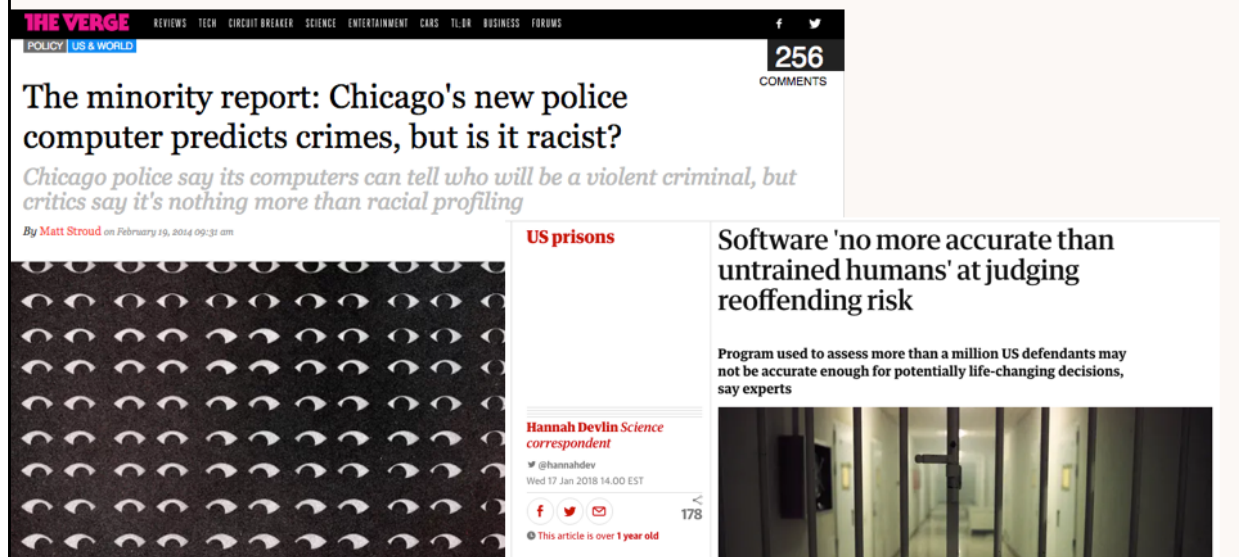 THE VERGE
REVIEWS TECH CIRCUIT BREAKER SCIENCE ENTERTAINMENT CARS TL;DR BUSINESS FORUMS
POLICY US & WORLD
256
COMMENTS
The minority report: Chicago's new police
computer predicts crimes, but is it racist?
Chicago police say its computers can tell who will be a violent criminal, but
critics say it's nothing more than racial profiling
By Matt Stroud on February 19, 2014 09:31 am
US prisons
Software 'no more accurate than
untrained humans' at judging
reoffending risk
Program used to assess more than a million US defendants may
not be accurate enough for potentially life-changing decisions,
say experts
Hannah Devlin Science
correspondent
@hannahdev
Wed 17 Jan 2018 14.00 EST
178
This article is over 1 year old